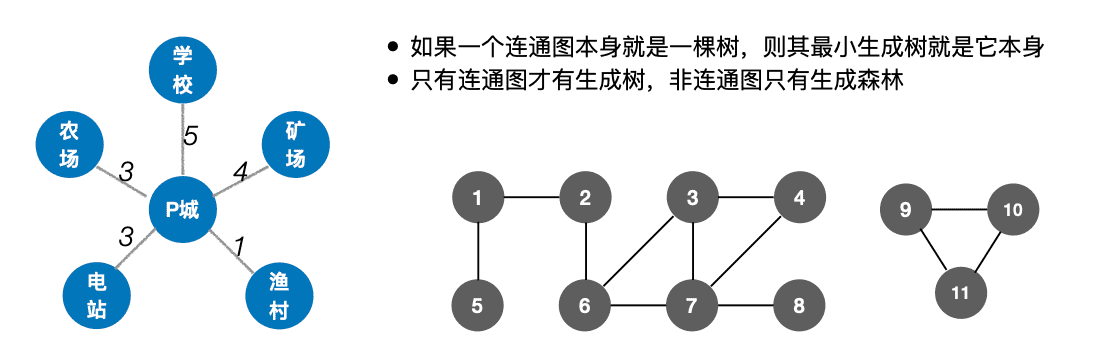 如果一个连通图本身就是一棵树，则其最小生成树就是它本身
只有连通图才有生成树，非连通图只有生成森林
学
校
农
场
矿
场
P城
电
站
渔
村
5
3
4
3
1
1
2
3
4
5
6
7
8
9
10
11